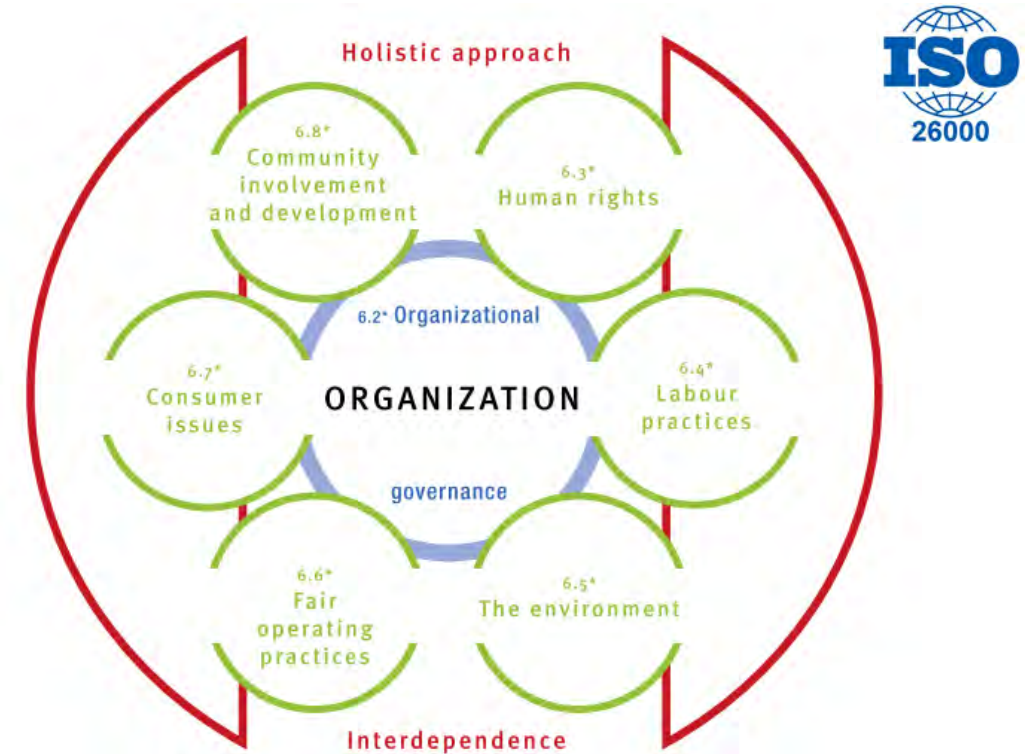 Holistic approach
ISO
26000
6.8*
Community
involvement
and development
6.3*
Human rights
6.2* Organizational
6.7*
Consumer
issues
ORGANIZATION
6.4*
Labour
practices
governance
6.6*
Fair
operating
practices
6.5*
The environment
Interdependence